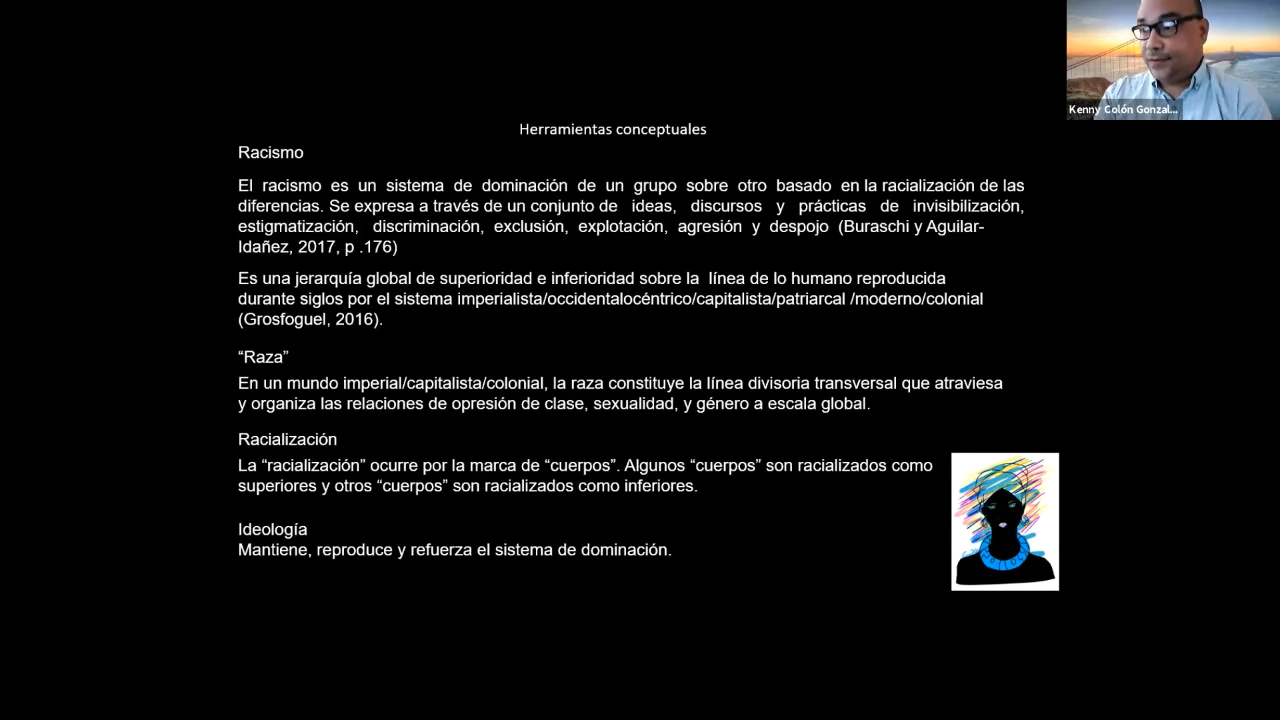 Kenny Colón Gonzal...
Herramientas conceptuales
Racismo
El racismo es un sistema de dominación de un grupo sobre otro basado en la racialización de las
diferencias. Se expresa a través de un conjunto de ideas, discursos y prácticas de invisibilización,
estigmatización, discriminación, exclusión, explotación, agresión y despojo (Buraschi y Aguilar-
Idañez, 2017, p .176)
Es una jerarquía global de superioridad e inferioridad sobre la línea de lo humano reproducida
durante siglos por el sistema imperialista/occidentalocéntrico/capitalista/patriarcal /moderno/colonial
(Grosfoguel, 2016).
“Raza”
En un mundo imperial/capitalista/colonial, la raza constituye la línea divisoria transversal que atraviesa
y organiza las relaciones de opresión de clase, sexualidad, y género a escala global.
Racialización
La “racialización” ocurre por la marca de “cuerpos”. Algunos “cuerpos” son racializados como
superiores y otros “cuerpos” son racializados como inferiores.
Ideología
Mantiene, reproduce y refuerza el sistema de dominación.